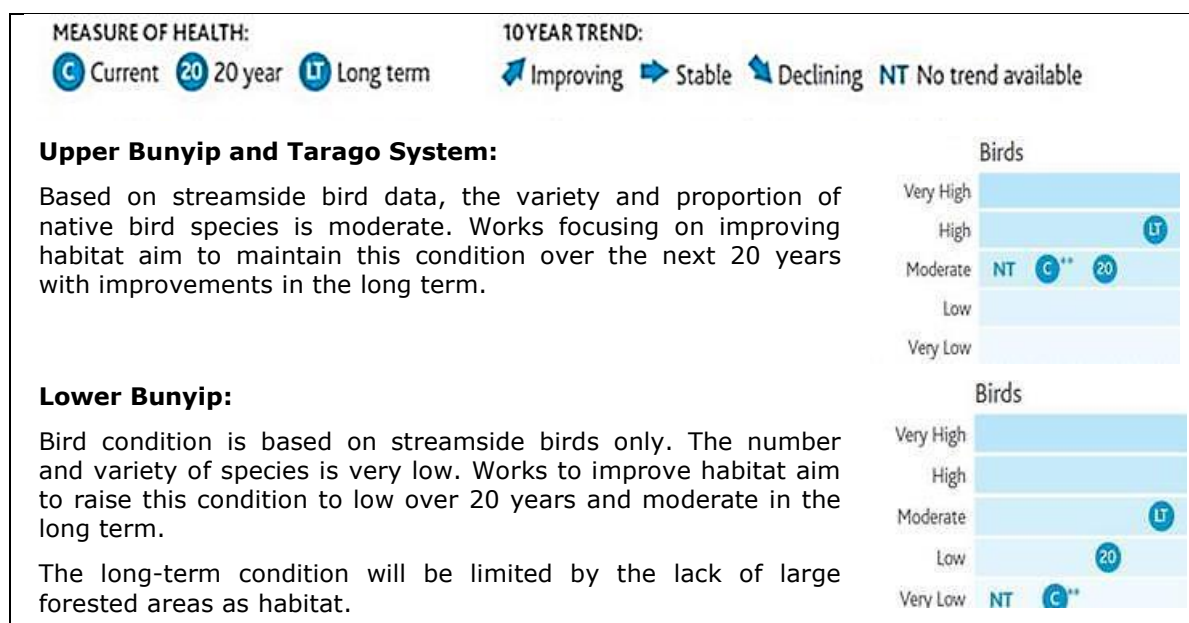 MEASURE OF HEALTH: 10 YEAR TREND:
C Current 20 20 year LT Long term Improving Stable Declining NT No trend available
Upper Bunyip and Tarago System:
Based on streamside bird data, the variety and proportion of
native bird species is moderate. Works focusing on improving
habitat aim to maintain this condition over the next 20 years
with improvements in the long term.
Birds
Very High
High LT
Moderate NT C** 20
Low
Very Low
Lower Bunyip:
Bird condition is based on streamside birds only. The number
and variety of species is very low. Works to improve habitat aim
to raise this condition to low over 20 years and moderate in the
long term.
The long-term condition will be limited by the lack of large
forested areas as habitat.
Birds
Very High
High
Moderate LT
Low 20
Very Low NT C**